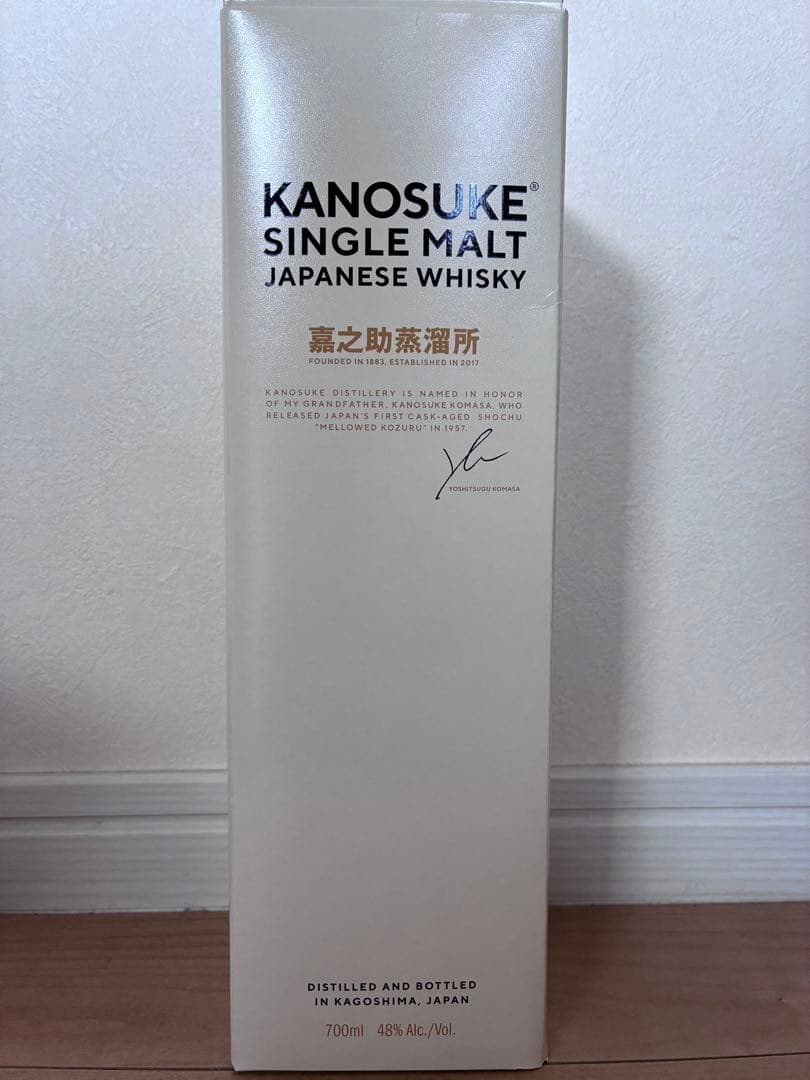 KANOSUKE®
SINGLE MALT
JAPANESE WHISKY
嘉之助蒸溜所
FOUNDED IN 1883, ESTABLISHED IN 2017
KANOSUKE DISTILLERY IS NAMED IN HONOR
OF MY GRANDFATHER, KANOSUKE KOMASA, WHO
RELEASED JAPAN'S FIRST CASK-AGED SHOCHU
"MELLOWED KOZURU" IN 1957.
YOSHITSUGU KOMASA
DISTILLED AND BOTTLED
IN KAGOSHIMA, JAPAN
700ml 48% Alc./Vol.